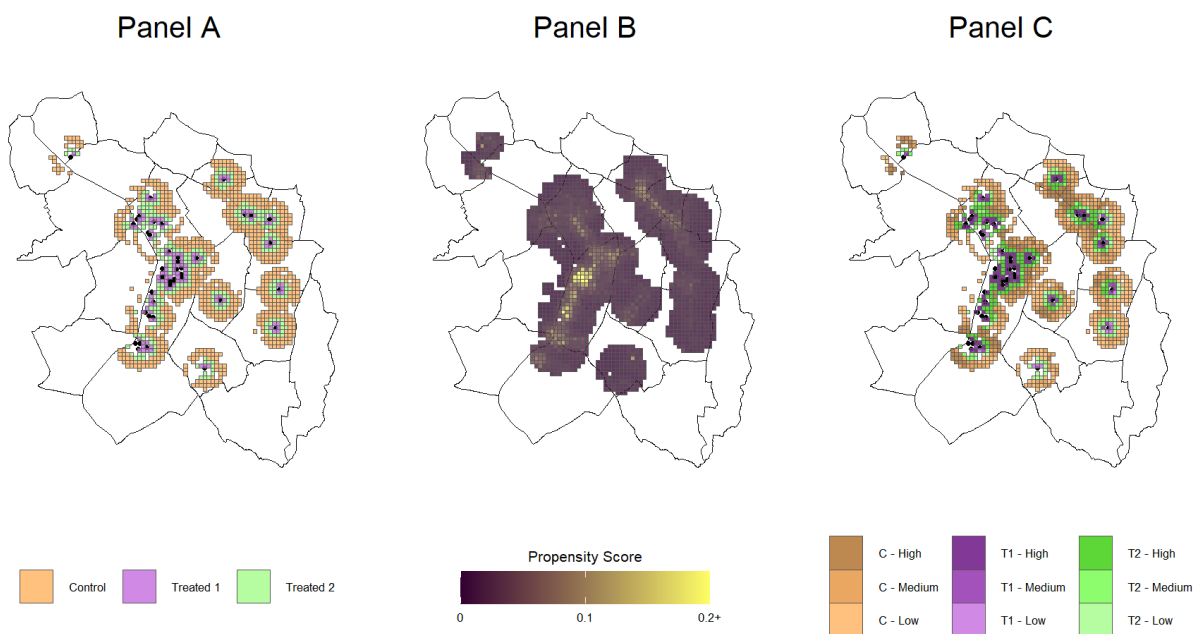 Panel A
Panel B
Panel C
Control
Treated 1
Treated 2
Propensity Score
0
0.1
0.2+
C - High
T1 - High
T2 - High
C - Medium
T1 - Medium
T2 - Medium
C - Low
T1 - Low
T2 - Low